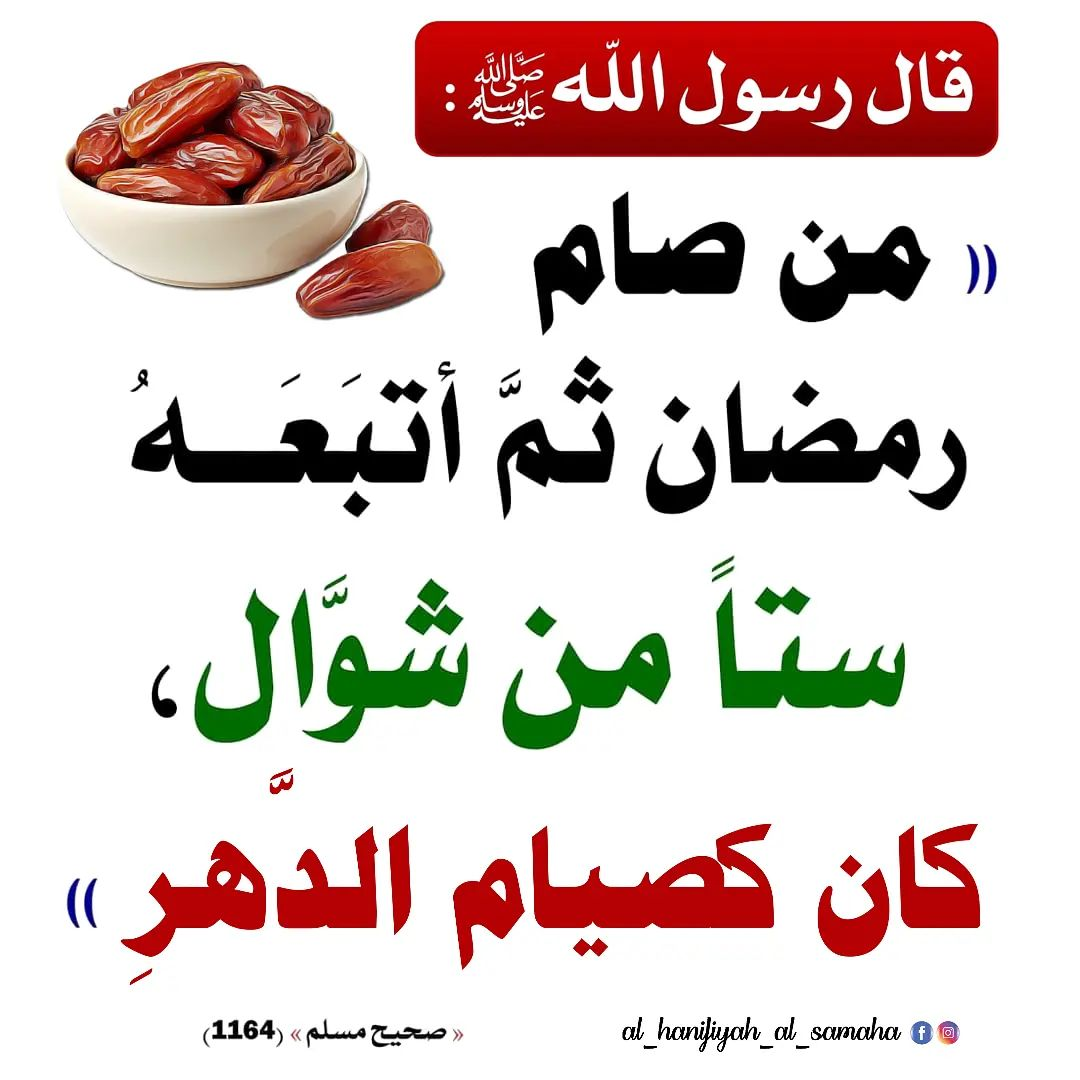 قال رسول الله ﷺ :
(( من صام
رمضان ثمَّ أتبَعَـــهُ
ستاً من شوَّال،
كان كصيام الدَّهرِ ))
« صحيح مسلم » (1164)
al_hanifiyah_al_samaha